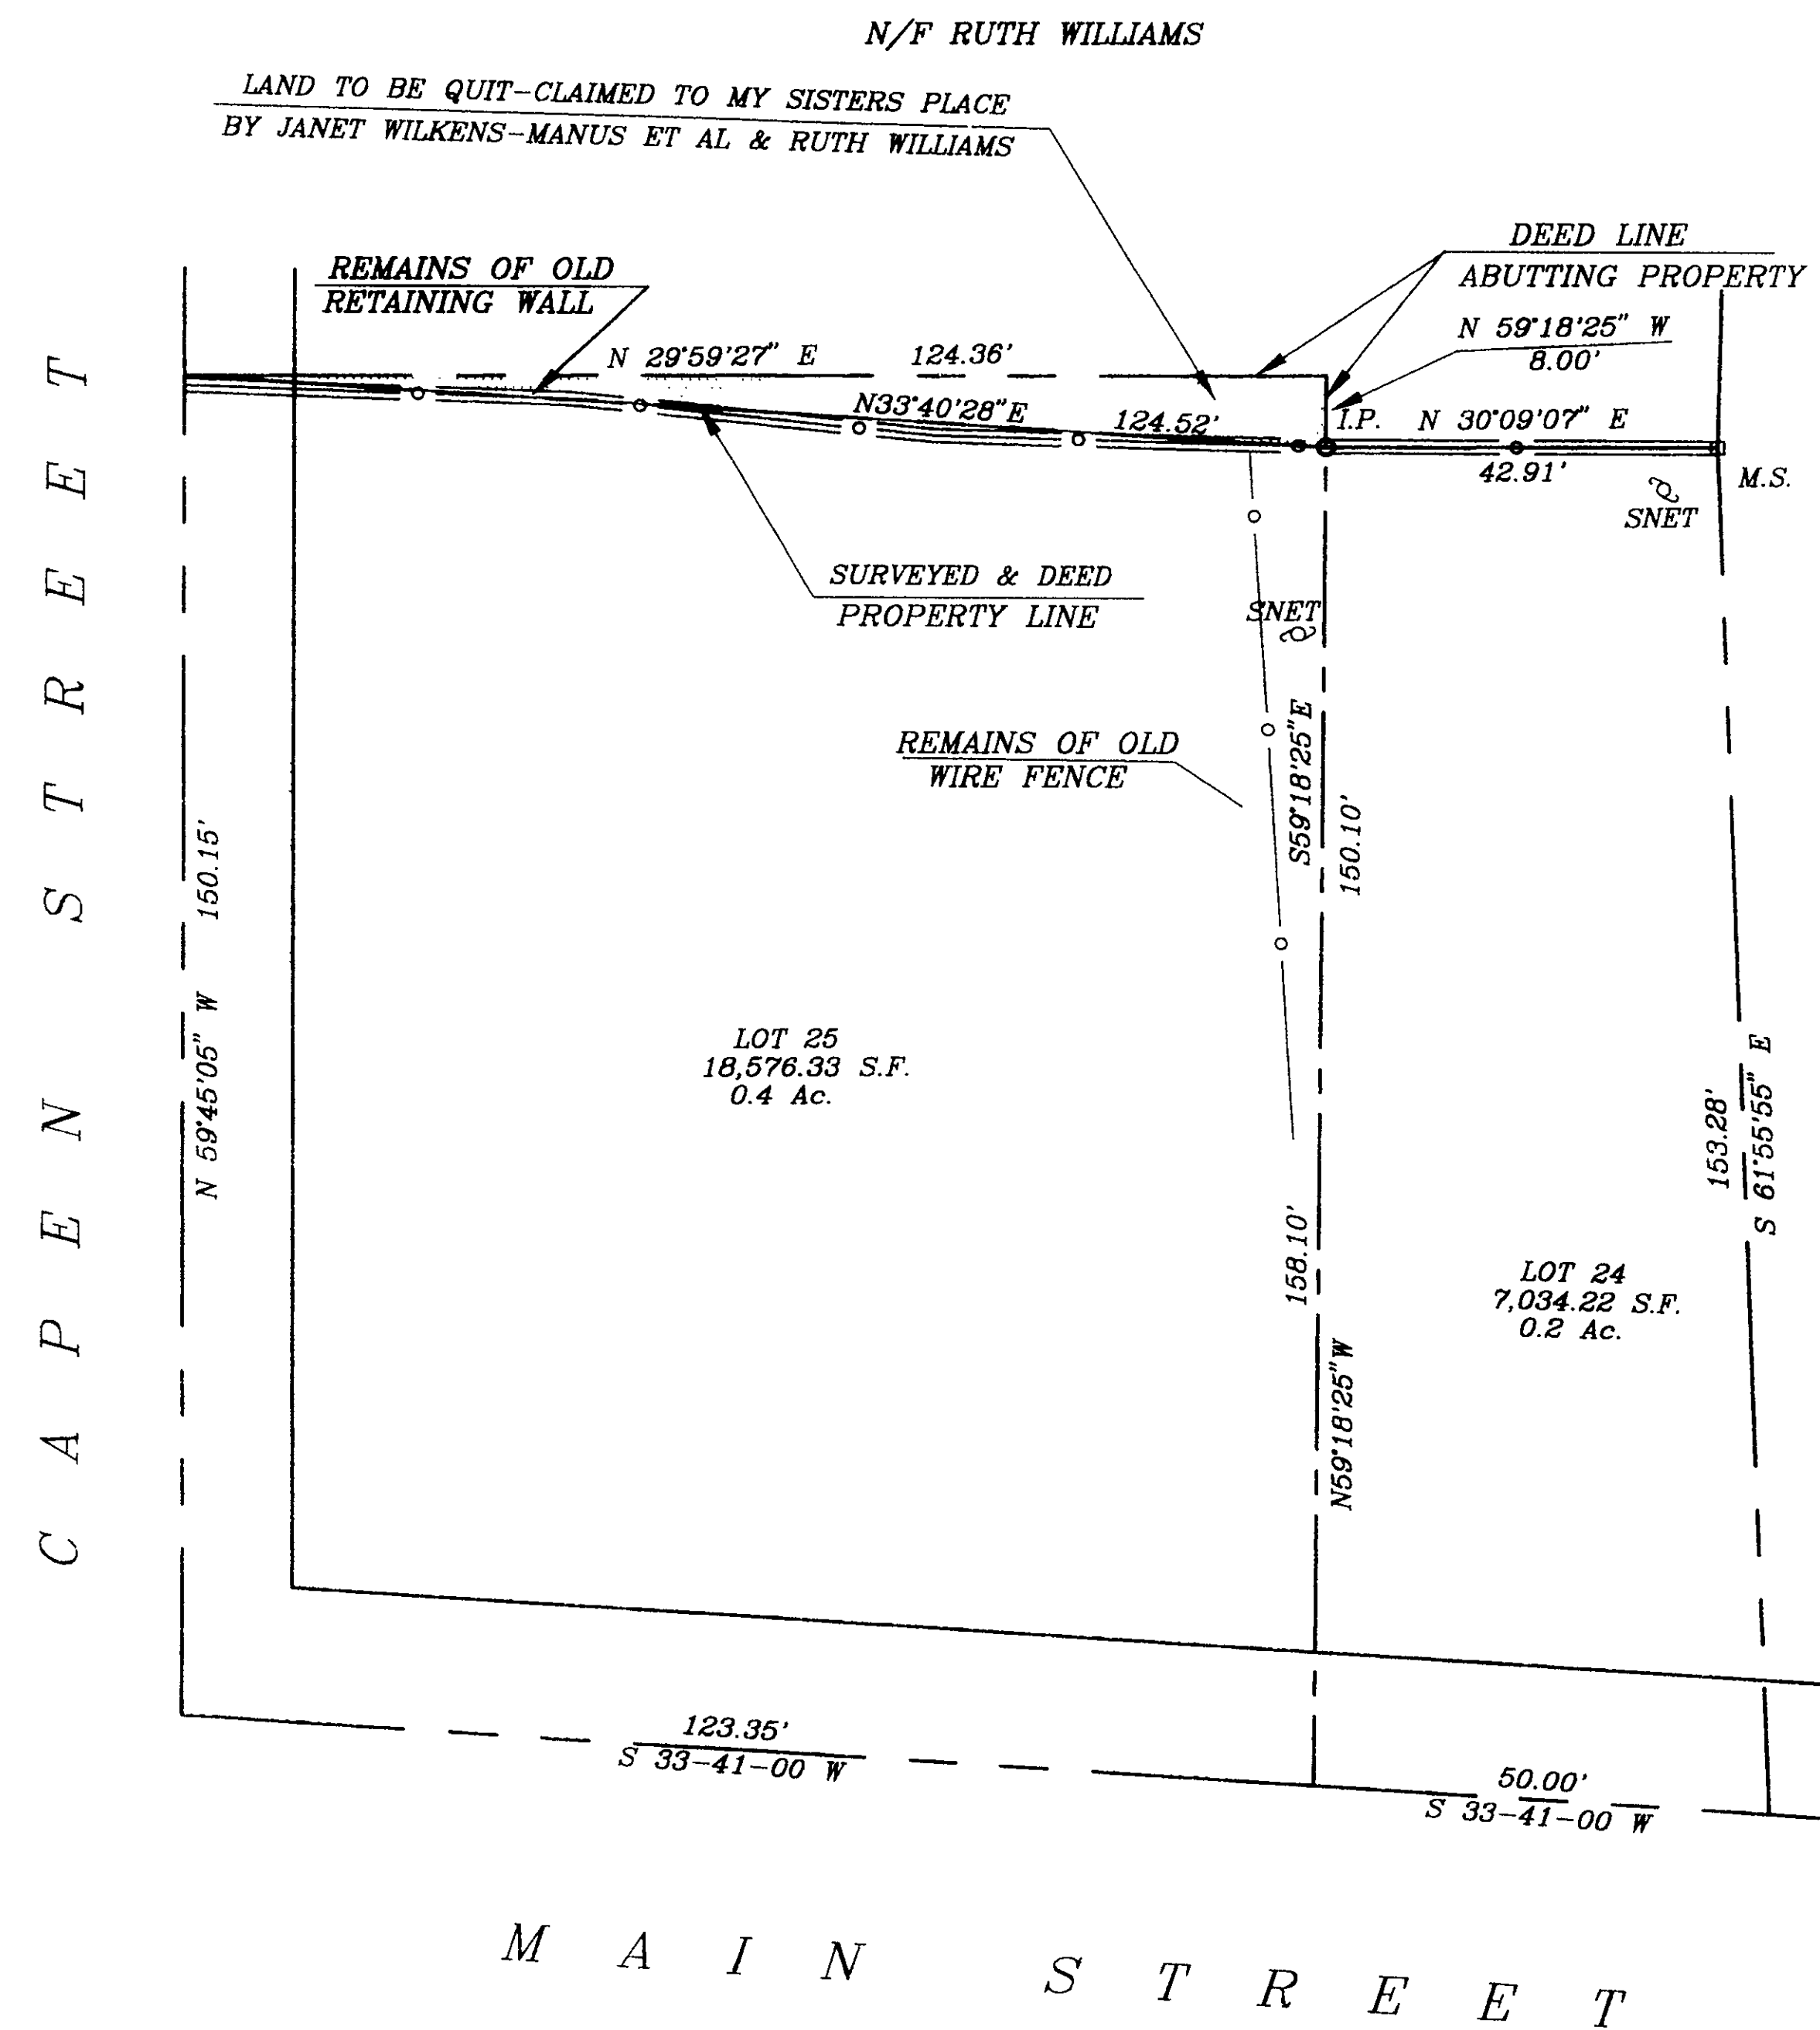 N/F RUTH WILLIAMS
LAND TO BE QUIT-CLAIMED TO MY SISTERS PLACE
BY JANET WILKENS-MANUS ET AL & RUTH WILLIAMS
DEED LINE
ABUTTING PROPERTY
REMAINS OF OLD
RETAINING WALL
N 59°18'25" W
8.00'
N 29°59'27" E 124.36'
N33°40'28"E 124.52'
I.P. N 30°09'07" E
42.91'
M.S.
SNET
SURVEYED & DEED
PROPERTY LINE
SNET
REMAINS OF OLD
WIRE FENCE
S59°18'25"E
150.10'
CAPEN STREET
N 59°45'05" W 150.15'
LOT 25
18,576.33 S.F.
0.4 Ac.
153.28'
S 61°55'55" E
158.10'
N59°18'25"W
LOT 24
7,034.22 S.F.
0.2 Ac.
123.35'
S 33-41-00 W
50.00'
S 33-41-00 W
MAIN STREET